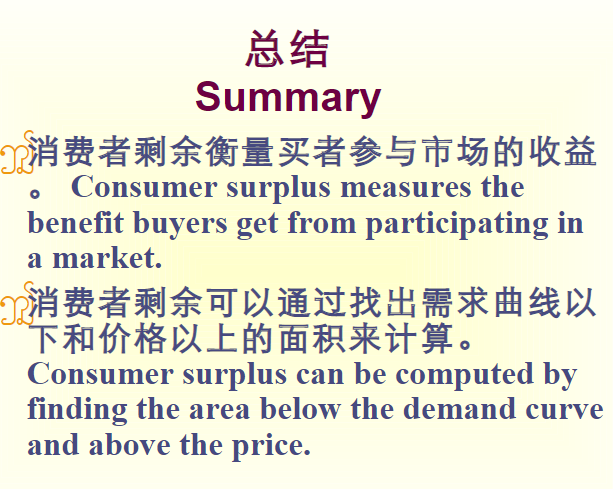 总结
Summary
消费者剩余衡量买者参与市场的收益
。 Consumer surplus measures the
benefit buyers get from participating in
a market.
消费者剩余可以通过找出需求曲线以
下和价格以上的面积来计算。
Consumer surplus can be computed by
finding the area below the demand curve
and above the price.